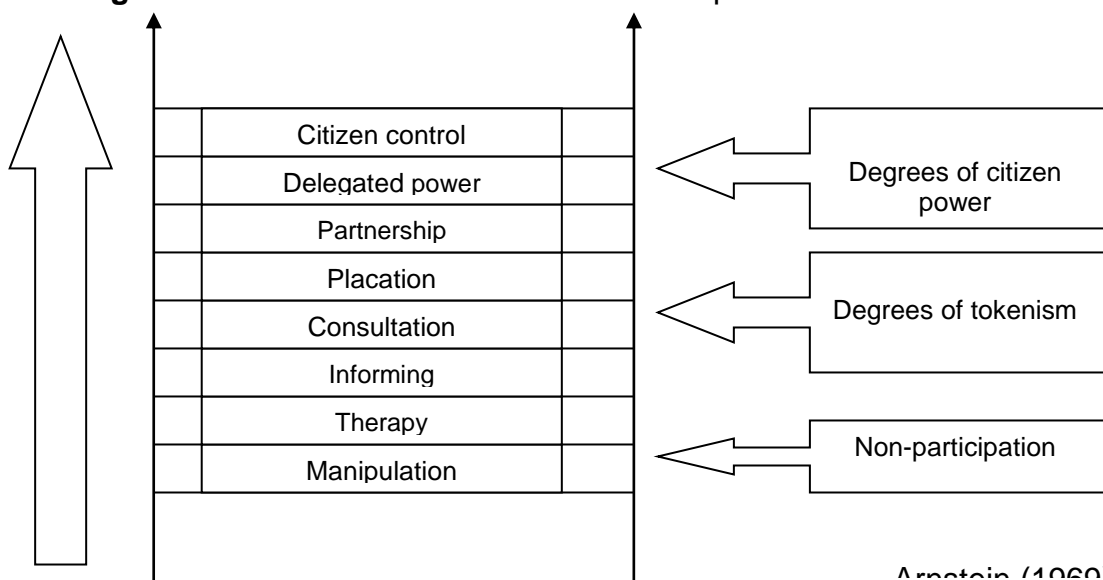 Citizen control
Delegated power
Partnership
Placation
Consultation
Informing
Therapy
Manipulation
Degrees of citizen
power
Degrees of tokenism
Non-participation
(1969